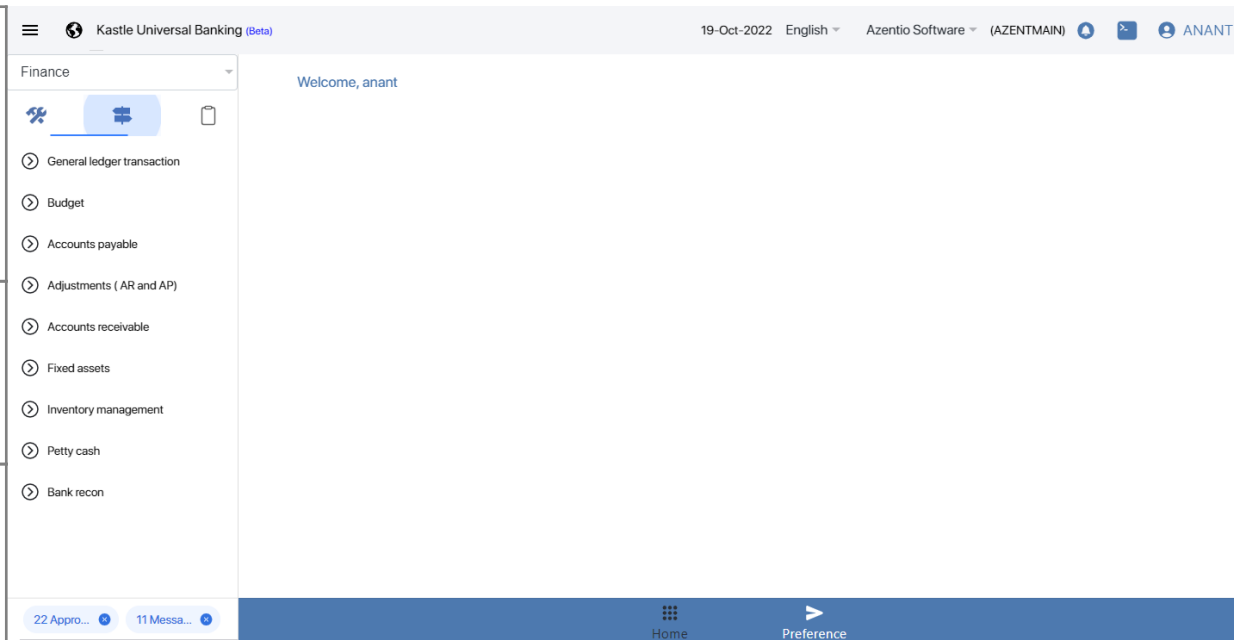 Kastle Universal Banking (Beta) 19-Oct-2022 English Azentio Software (AZENTMAIN) ANANT
Finance
Welcome, anant
General ledger transaction
Budget
Accounts payable
Adjustments ( AR and AP)
Accounts receivable
Fixed assets
Inventory management
Petty cash
Bank recon
22 Appro... 11 Messa...
Home Preference